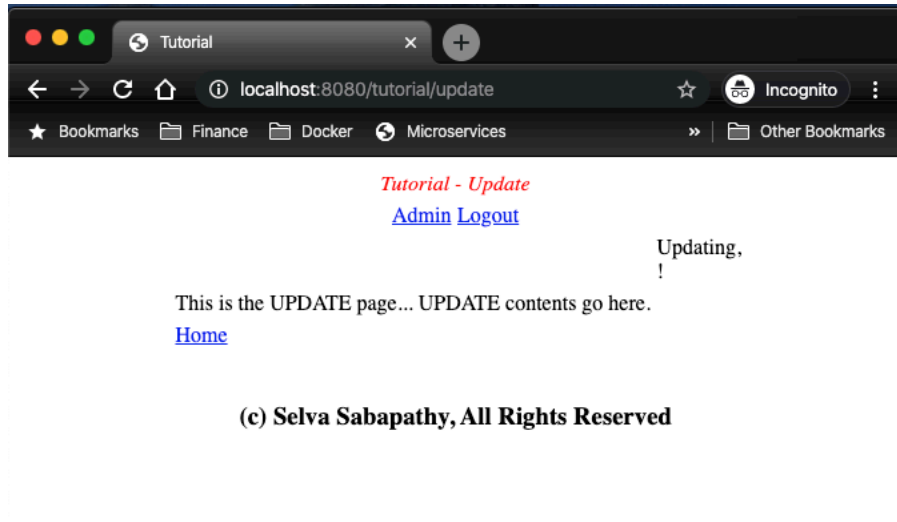 Tutorial
localhost:8080/tutorial/update
Incognito
Bookmarks Finance Docker Microservices » Other Bookmarks
Tutorial - Update
Admin Logout
Updating,
!
This is the UPDATE page... UPDATE contents go here.
Home
(c) Selva Sabapathy, All Rights Reserved